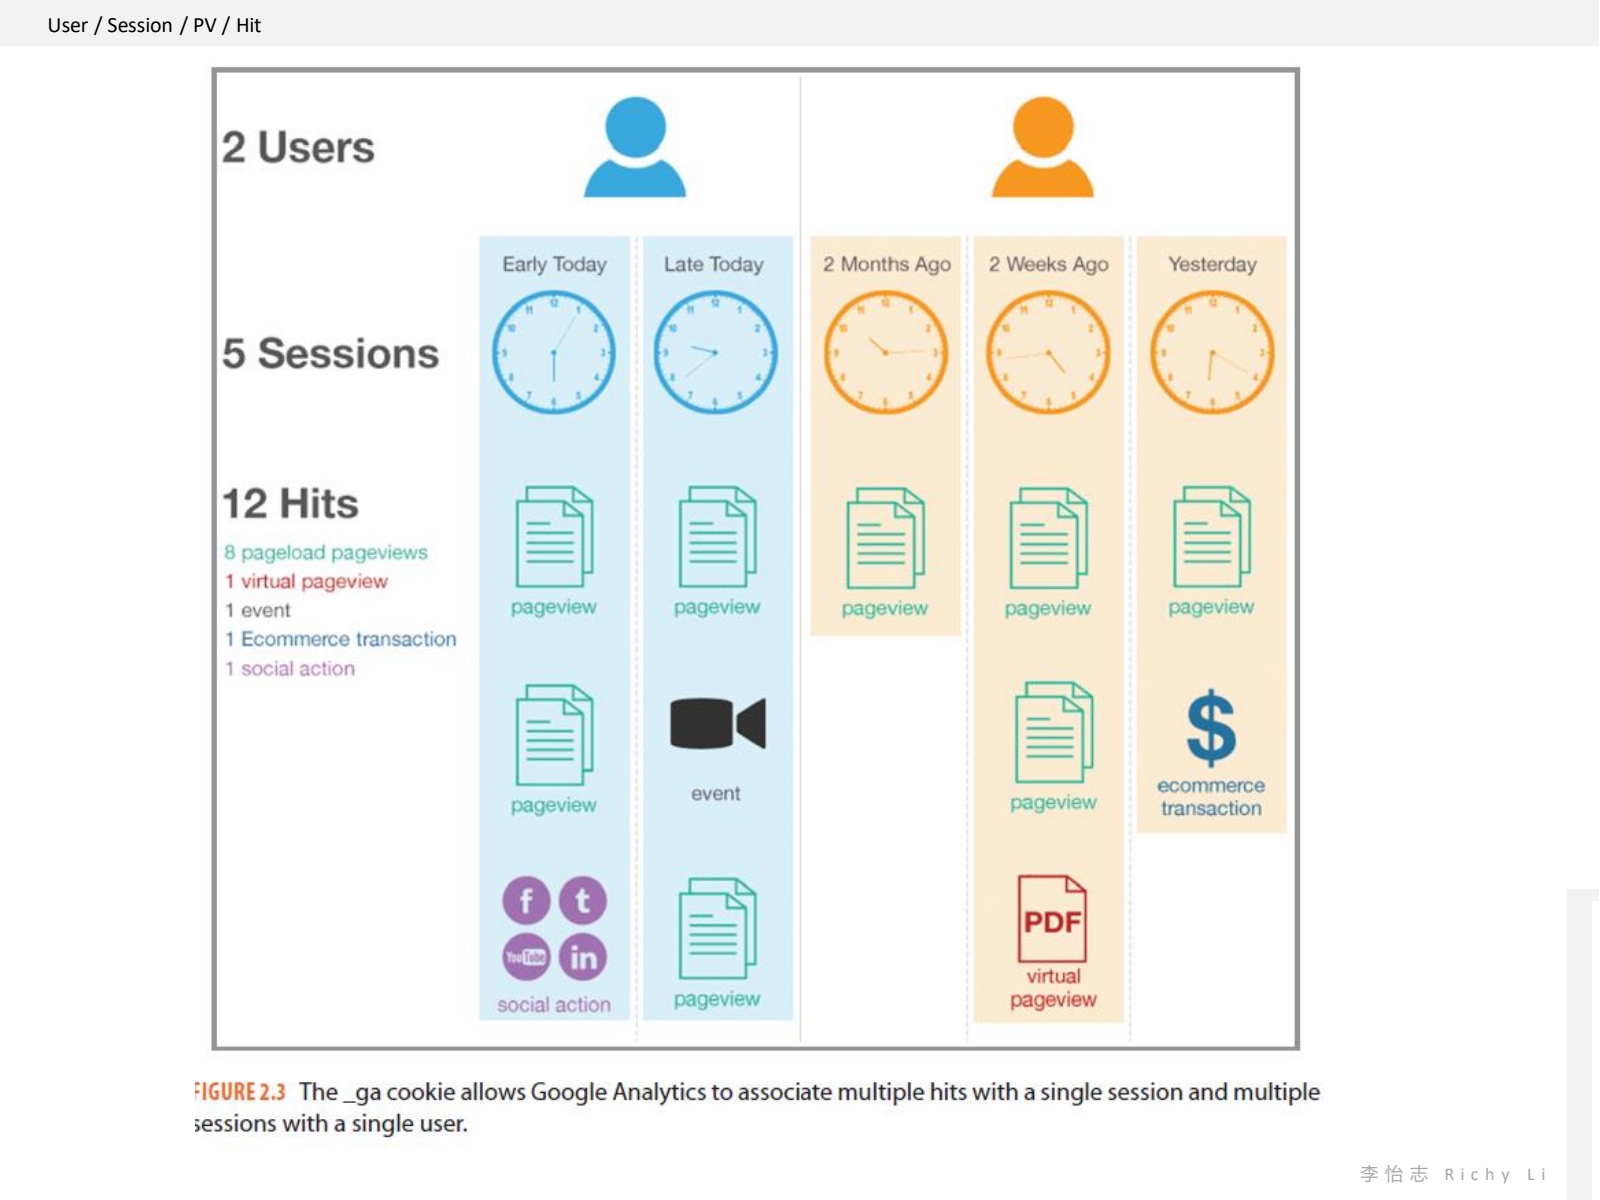 User / Session / PV / Hit
2 Users
Early Today
Late Today
2 Months Ago
2 Weeks Ago
Yesterday
5 Sessions
12 Hits
8 pageload pageviews
1 virtual pageview
1 event
1 Ecommerce transaction
1 social action
pageview
pageview
pageview
pageview
pageview
pageview
event
pageview
ecommerce
transaction
f t
YouTube in
social action
pageview
PDF
virtual
pageview
FIGURE 2.3 The _ga cookie allows Google Analytics to associate multiple hits with a single session and multiple
sessions with a single user.
李怡志 Richy Li